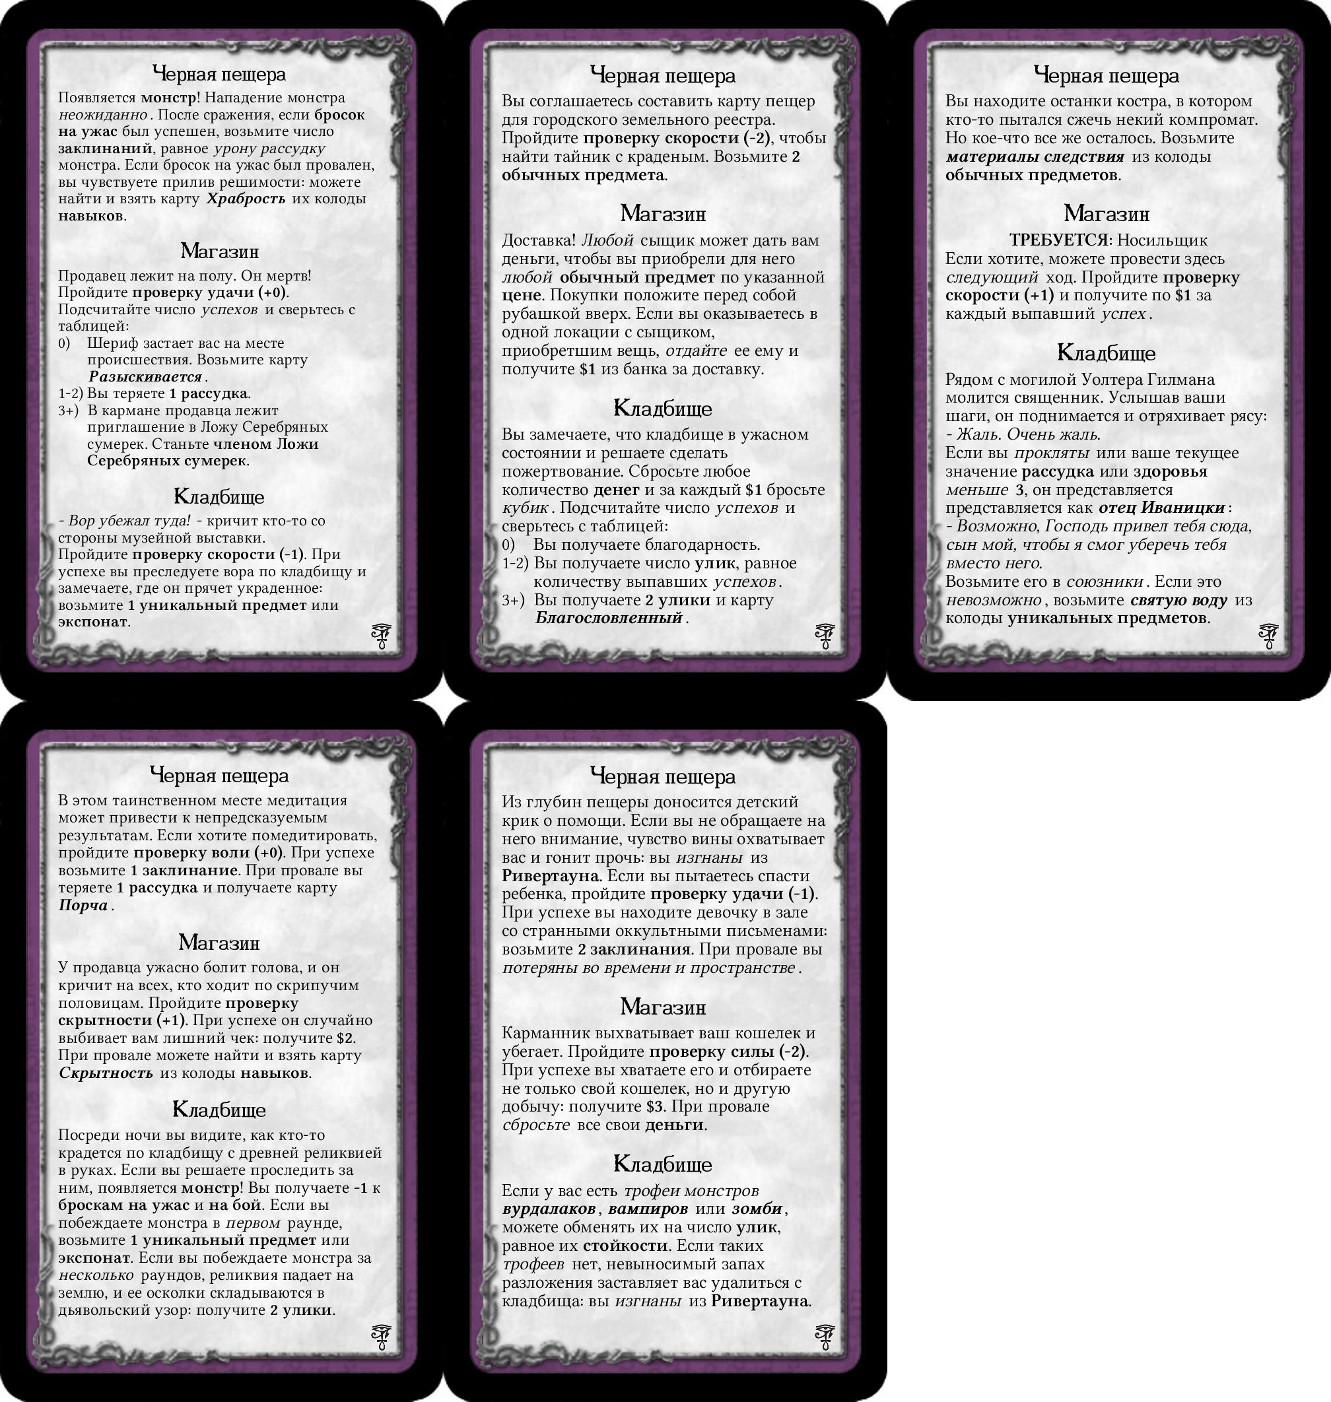 Черная пещера
Появляется монстр! Нападение монстра
неожиданно. После сражения, если бросок
на ужас был успешен, возьмите число
заклинаний, равное урону рассудку
монстра. Если бросок на ужас был провален,
вы чувствуете прилив решимости: можете
найти и взять карту Храбрость их колоды
навыков.
Магазин
Продавец лежит на полу. Он мертв!
Пройдите проверку удачи (+0).
Подсчитайте число успехов и сверьтесь с
таблицей:
0) Шериф застает вас на месте
происшествия. Возьмите карту
Разыскивается.
1-2) Вы теряете 1 рассудка.
3+) В кармане продавца лежит
приглашение в Ложу Серебряных
сумерек. Станьте членом Ложи
Серебряных сумерек.
Кладбище
- Вор убежал туда! - кричит кто-то со
стороны музейной выставки.
Пройдите проверку скорости (-1). При
успехе вы преследуете вора по кладбищу и
замечаете, где он прячет украденное:
возьмите 1 уникальный предмет или
экспонат.
Черная пещера
Вы соглашаетесь составить карту пещер
для городского земельного реестра.
Пройдите проверку скорости (-2), чтобы
найти тайник с краденым. Возьмите 2
обычных предмета.
Магазин
Доставка! Любой сыщик может дать вам
деньги, чтобы вы приобрели для него
любой обычный предмет по указанной
цене. Покупки положите перед собой
рубашкой вверх. Если вы оказываетесь в
одной локации с сыщиком,
приобретшим вещь, отдайте ее ему и
получите $1 из банка за доставку.
Кладбище
Вы замечаете, что кладбище в ужасном
состоянии и решаете сделать
пожертвование. Сбросьте любое
количество денег и за каждый $1 бросьте
кубик. Подсчитайте число успехов и
сверьтесь с таблицей:
0) Вы получаете благодарность.
1-2) Вы получаете число улик, равное
количеству выпавших успехов.
3+) Вы получаете 2 улики и карту
Благословленный.
Черная пещера
Вы находите останки костра, в котором
кто-то пытался сжечь некий компромат.
Но кое-что все же осталось. Возьмите
материалы следствия из колоды
обычных предметов.
Магазин
ТРЕБУЕТСЯ: Носильщик
Если хотите, можете провести здесь
следующий ход. Пройдите проверку
скорости (+1) и получите по $1 за
каждый выпавший успех.
Кладбище
Рядом с могилой Уолтера Гилмана
молится священник. Услышав ваши
шаги, он поднимается и отряхивает рясу:
- Жаль. Очень жаль.
Если вы прокляты или ваше текущее
значение рассудка или здоровья
меньше 3, он представляется
представляется как отец Иваницки:
- Возможно, Господь привел тебя сюда,
сын мой, чтобы я смог уберечь тебя
вместо него.
Возьмите его в союзники. Если это
невозможно, возьмите святую воду из
колоды уникальных предметов.
Черная пещера
В этом таинственном месте медитация
может привести к непредсказуемым
результатам. Если хотите помедитировать,
пройдите проверку воли (+0). При успехе
возьмите 1 заклинание. При провале вы
теряете 1 рассудка и получаете карту
Порча.
Магазин
У продавца ужасно болит голова, и он
кричит на всех, кто ходит по скрипучим
половицам. Пройдите проверку
скрытности (+1). При успехе он случайно
выбивает вам лишний чек: получите $2.
При провале можете найти и взять карту
Скрытность из колоды навыков.
Кладбище
Посреди ночи вы видите, как кто-то
крадется по кладбищу с древней реликвией
в руках. Если вы решаете проследить за
ним, появляется монстр! Вы получаете -1 к
броскам на ужас и на бой. Если вы
побеждаете монстра в первом раунде,
возьмите 1 уникальный предмет или
экспонат. Если вы побеждаете монстра за
несколько раундов, реликвия падает на
землю, и ее осколки складываются в
дьявольский узор: получите 2 улики.
Черная пещера
Из глубин пещеры доносится детский
крик о помощи. Если вы не обращаете на
него внимание, чувство вины охватывает
вас и гонит прочь: вы изгнаны из
Ривертауна. Если вы пытаетесь спасти
ребенка, пройдите проверку удачи (-1).
При успехе вы находите девочку в зале
со странными оккультными письменами:
возьмите 2 заклинания. При провале вы
потеряны во времени и пространстве.
Магазин
Карманник выхватывает ваш кошелек и
убегает. Пройдите проверку силы (-2).
При успехе вы хватаете его и отбираете
не только свой кошелек, но и другую
добычу: получите $3. При провале
сбросьте все свои деньги.
Кладбище
Если у вас есть трофеи монстров
вурдалаков, вампиров или зомби,
можете обменять их на число улик,
равное их стойкости. Если таких
трофеев нет, невыносимый запах
разложения заставляет вас удалиться с
кладбища: вы изгнаны из Ривертауна.